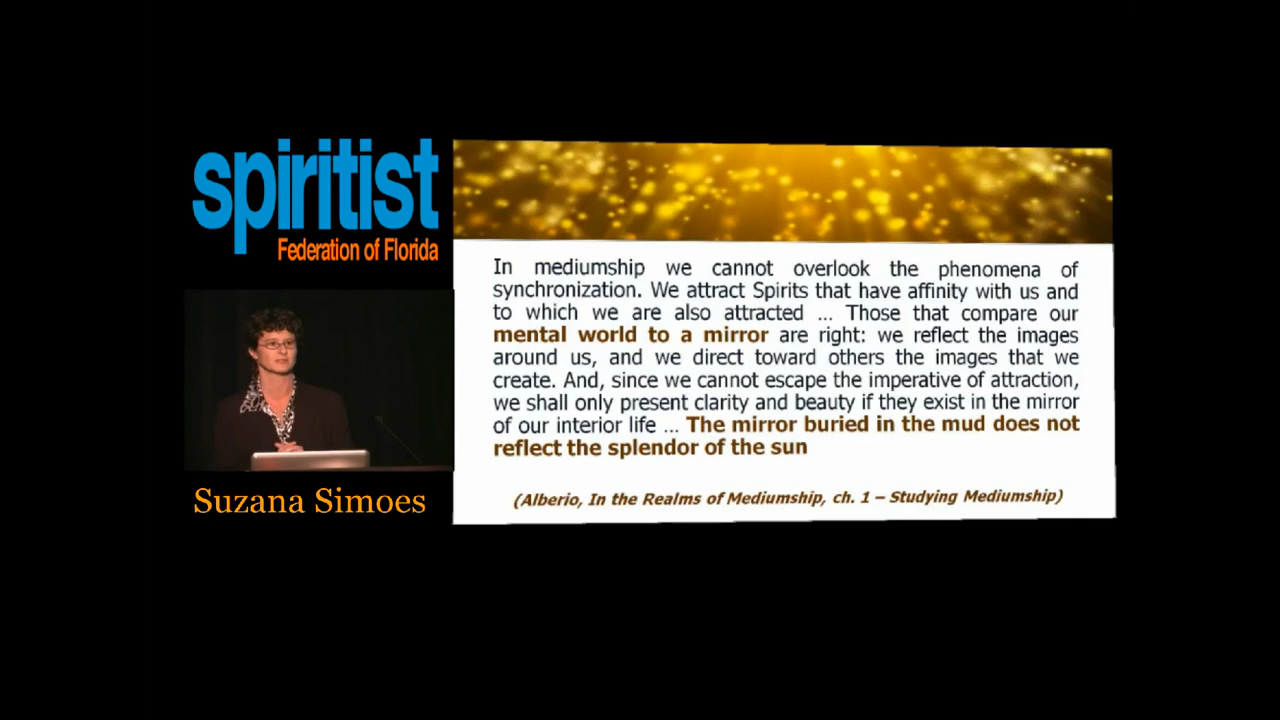 spiritist
Federation of Florida
Suzana Simoes
In mediumship we cannot overlook the phenomena of
synchronization. We attract Spirits that have affinity with us and
to which we are also attracted ... Those that compare our
mental world to a mirror are right: we reflect the images
around us, and we direct toward others the images that we
create. And, since we cannot escape the imperative of attraction,
we shall only present clarity and beauty if they exist in the mirror
of our interior life ... The mirror buried in the mud does not
reflect the splendor of the sun
(Alberio, In the Realms of Mediumship, ch. 1 – Studying Mediumship)